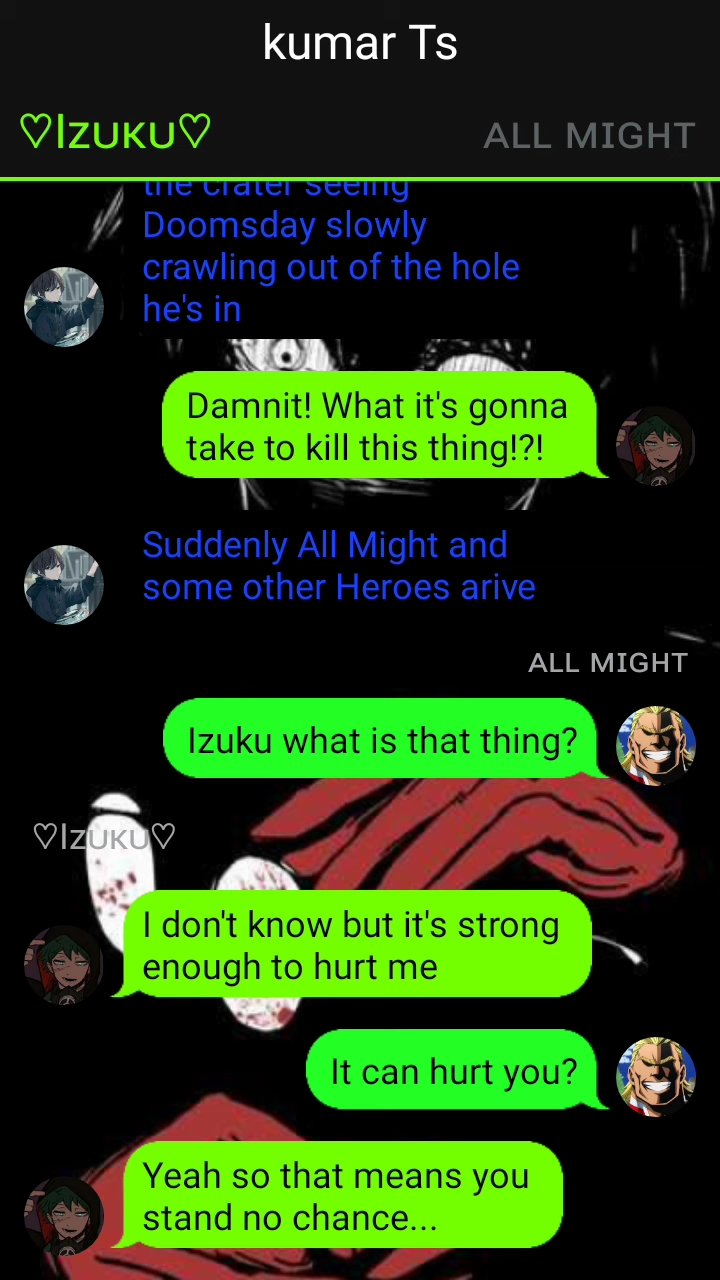 kumar Ts
♡Izuku♡
ALL MIGHT
the crater seeing
Doomsday slowly
crawling out of the hole
he's in
Damnit! What it's gonna
take to kill this thing!?!
Suddenly All Might and
some other Heroes arive
ALL MIGHT
Izuku what is that thing?
♡Izuku♡
I don't know but it's strong
enough to hurt me
It can hurt you?
Yeah so that means you
stand no chance...